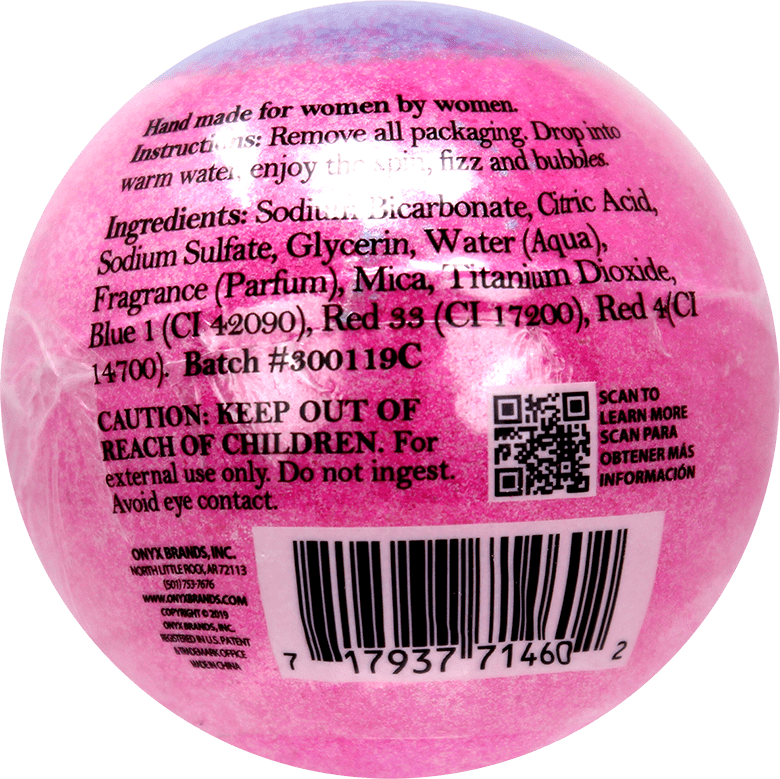 Hand made for women by women.
Instructions: Remove all packaging. Drop into
warm water, enjoy the spin, fizz and bubbles.
Ingredients: Sodium Bicarbonate, Citric Acid,
Sodium Sulfate, Glycerin, Water (Aqua),
Fragrance (Parfum), Mica, Titanium Dioxide,
Blue 1 (CI 42090), Red 33 (CI 17200), Red 4(CI
14700). Batch #300119C
CAUTION: KEEP OUT OF
REACH OF CHILDREN. For
external use only. Do not ingest.
Avoid eye contact.
SCAN TO
LEARN MORE
SCAN PARA
OBTENER MÁS
INFORMACIÓN
ONYX BRANDS, INC.
NORTH LITTLE ROCK, AR 72113
(501) 753-7676
WWW.ONYXBRANDS.COM
COPYRIGHT © 2019
ONYX BRANDS, INC.
REGISTERED IN U.S. PATENT
& TRADEMARK OFFICE
MADE IN CHINA
7 17937 71460 2